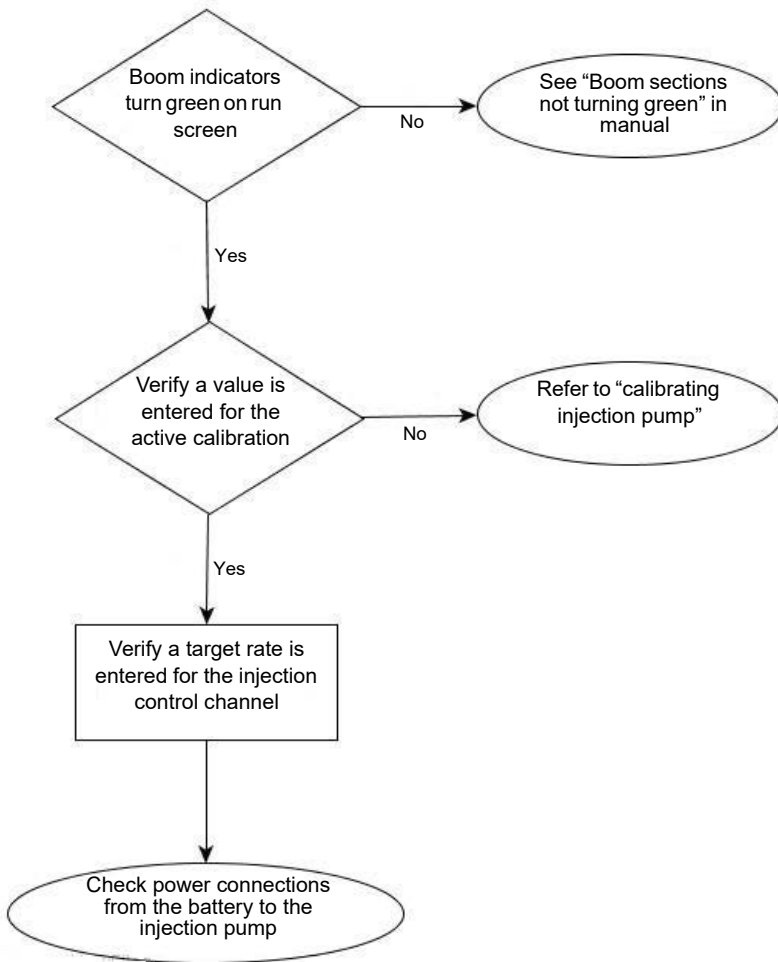 Boom indicators
turn green on run
screen
No
See “Boom sections
not turning green” in
manual
Yes
Verify a value is
entered for the
active calibration
No
Refer to “calibrating
injection pump”
Yes
Verify a target rate is
entered for the injection
control channel
Check power connections
from the battery to the
injection pump